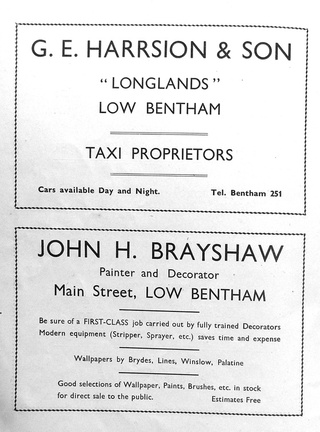 G. E. HARRSION & SON
"LONGLANDS"
LOW BENTHAM
TAXI PROPRIETORS
Cars available Day and Night. Tel. Bentham 251
JOHN H. BRAYSHAW
Painter and Decorator
Main Street, LOW BENTHAM
Be sure of a FIRST-CLASS job carried out by fully trained Decorators
Modern equipment (Stripper, Sprayer, etc.) saves time and expense
Wallpapers by Brydes, Lines, Winslow, Palatine
Good selections of Wallpaper, Paints, Brushes, etc. in stock
for direct sale to the public. Estimates Free